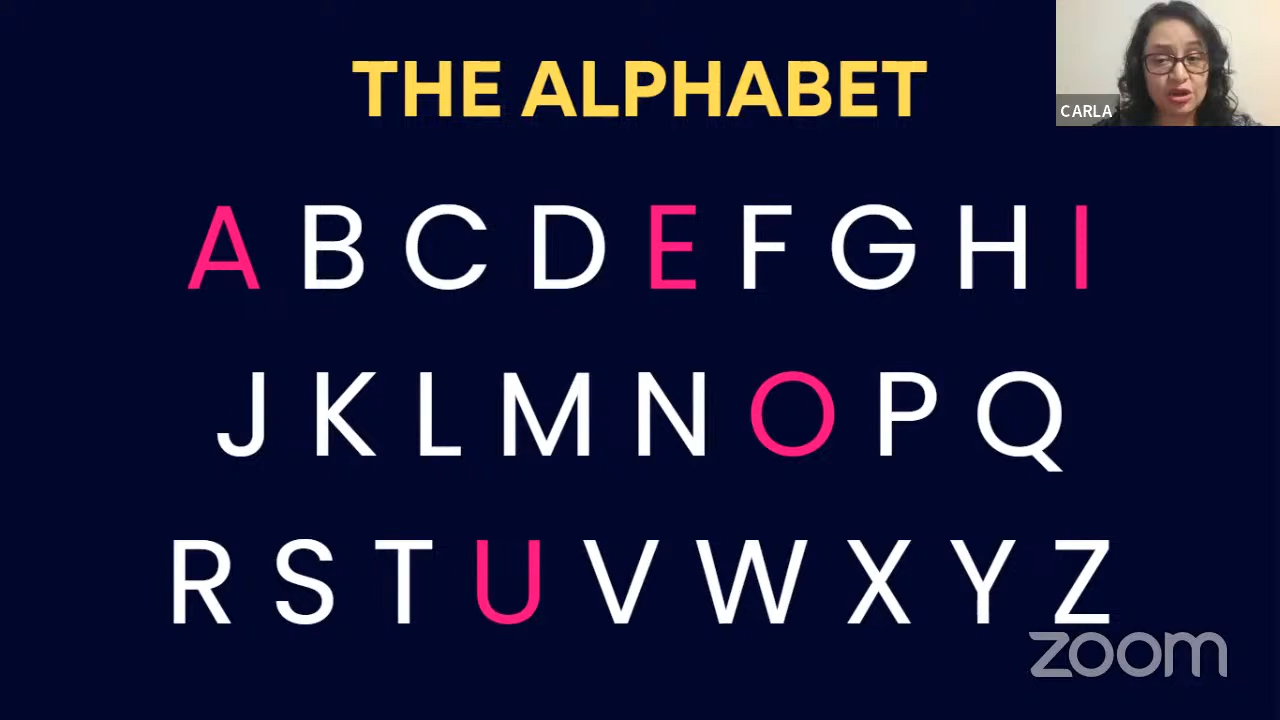 THE ALPHABET
CARLA
A B C D E F G H I
J K L M N O P Q
R S T U V W X Y Z
zoom